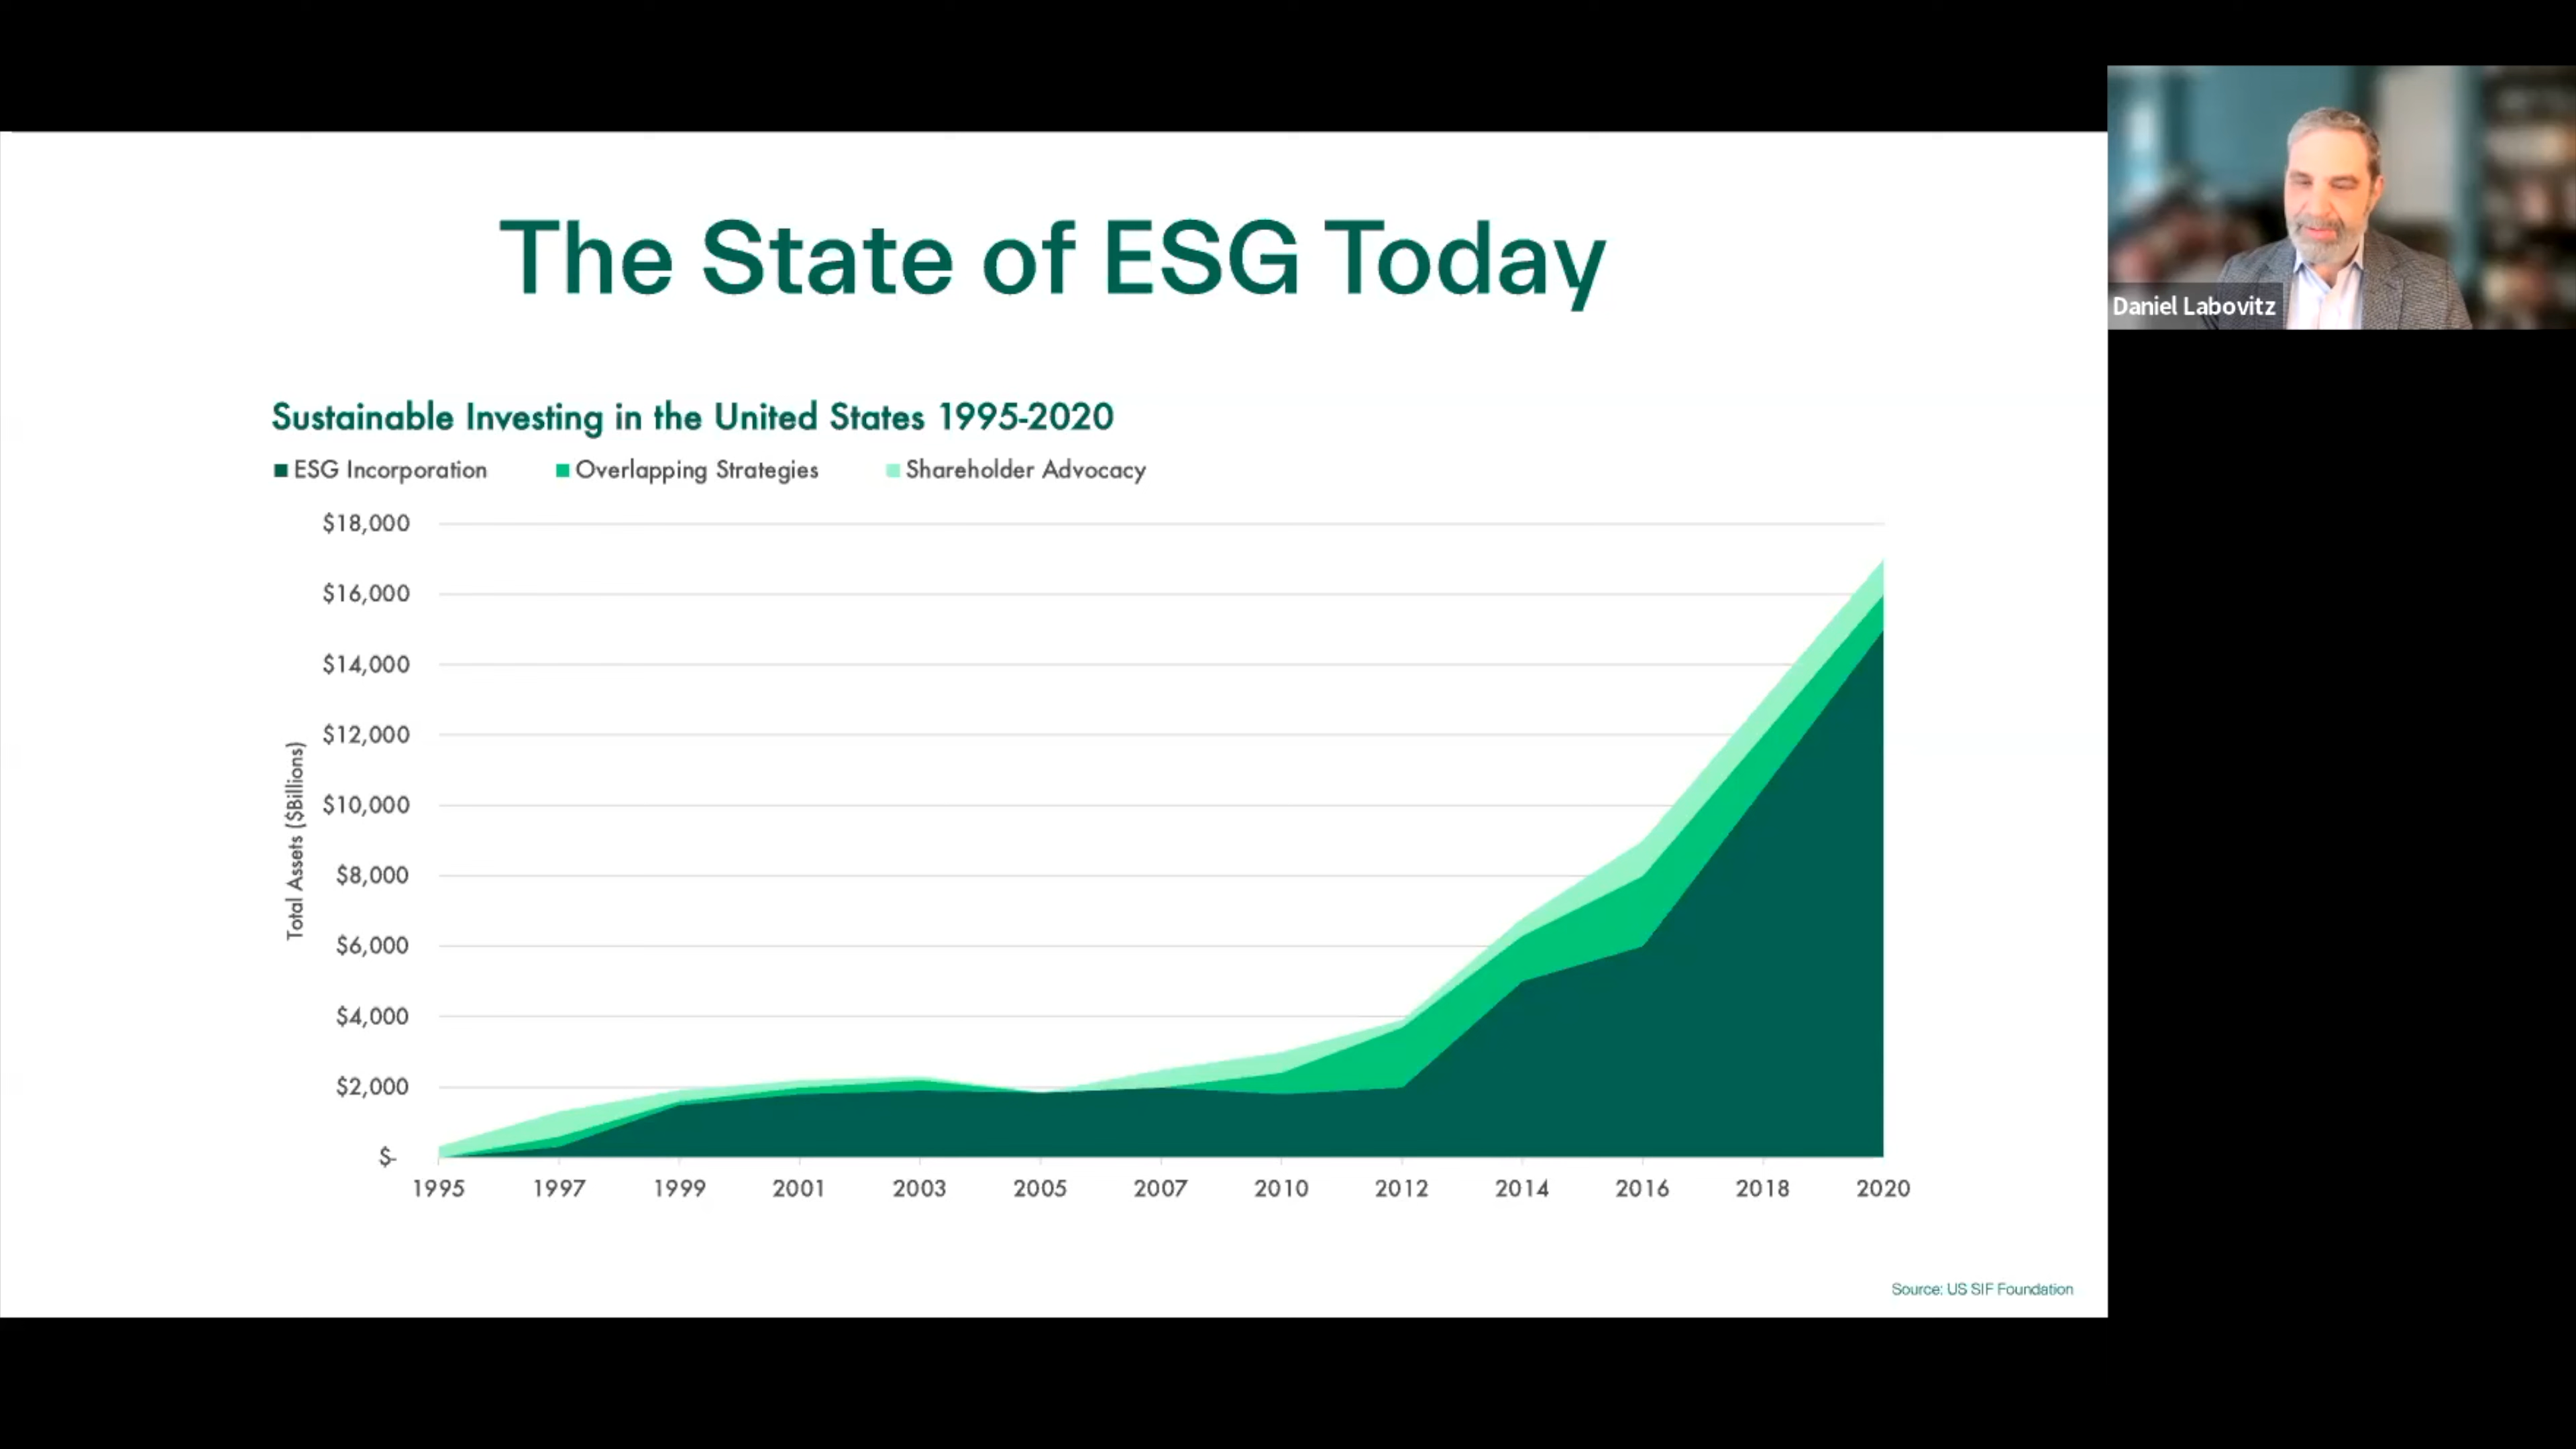 The State of ESG Today
Daniel Labovitz
Sustainable Investing in the United States 1995-2020
ESG Incorporation Overlapping Strategies Shareholder Advocacy
$18,000
$16,000
$14,000
$12,000
$10,000
$8,000
$6,000
$4,000
$2,000
$-
Total Assets ($Billions)
1995 1997 1999 2001 2003 2005 2007 2010 2012 2014 2016 2018 2020
Source: US SIF Foundation